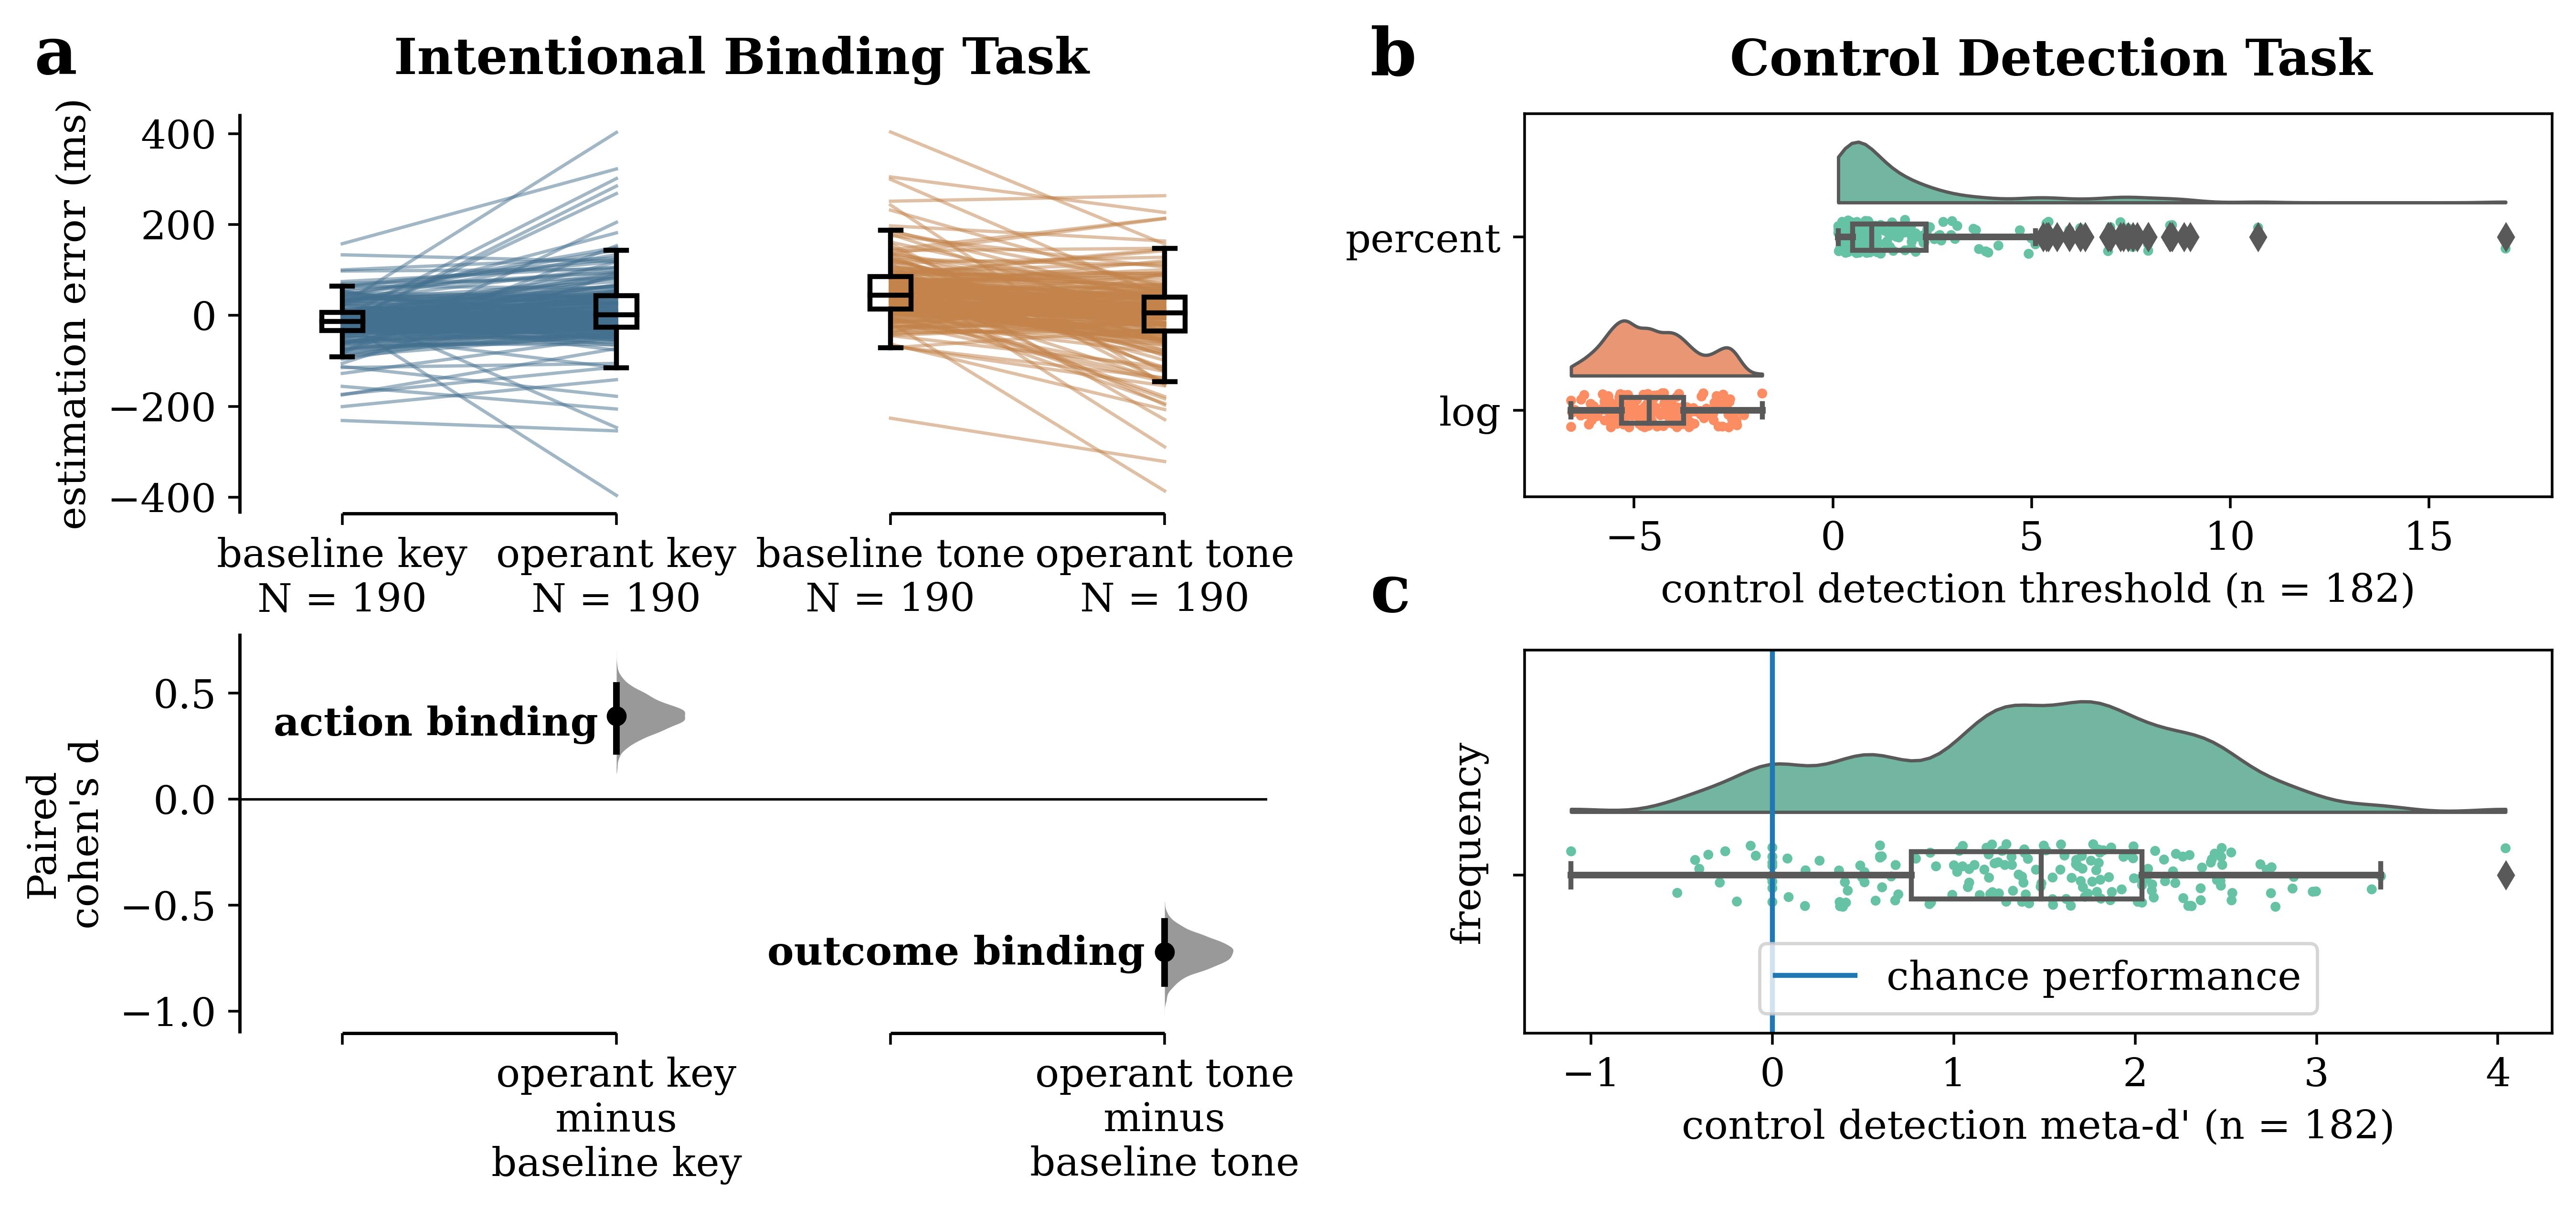 a
Intentional Binding Task
estimation error (ms)
400
200
0
−200
−400
baseline key
N = 190
operant key
N = 190
baseline tone
N = 190
operant tone
N = 190
Paired
cohen's d
0.5
0.0
−0.5
−1.0
action binding
outcome binding
operant key
minus
baseline key
operant tone
minus
baseline tone
b
Control Detection Task
percent
log
−5 0 5 10 15
control detection threshold (n = 182)
c
frequency
chance performance
−1 0 1 2 3 4
control detection meta-d' (n = 182)